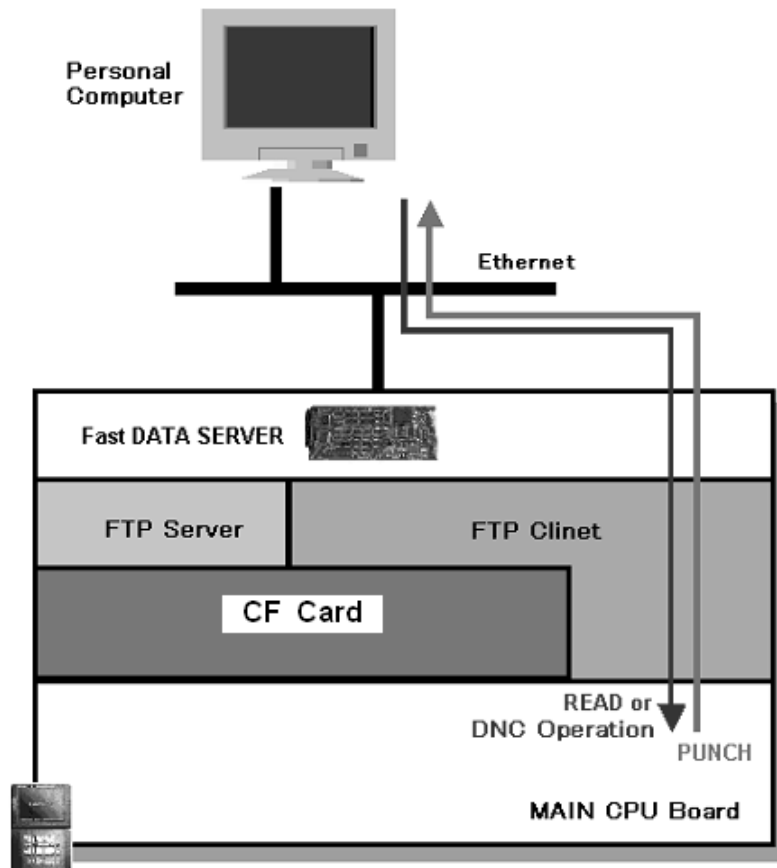 Personal
Computer
Ethernet
Fast DATA SERVER
FTP Server
FTP Clinet
CF Card
READ or
DNC Operation
PUNCH
MAIN CPU Board